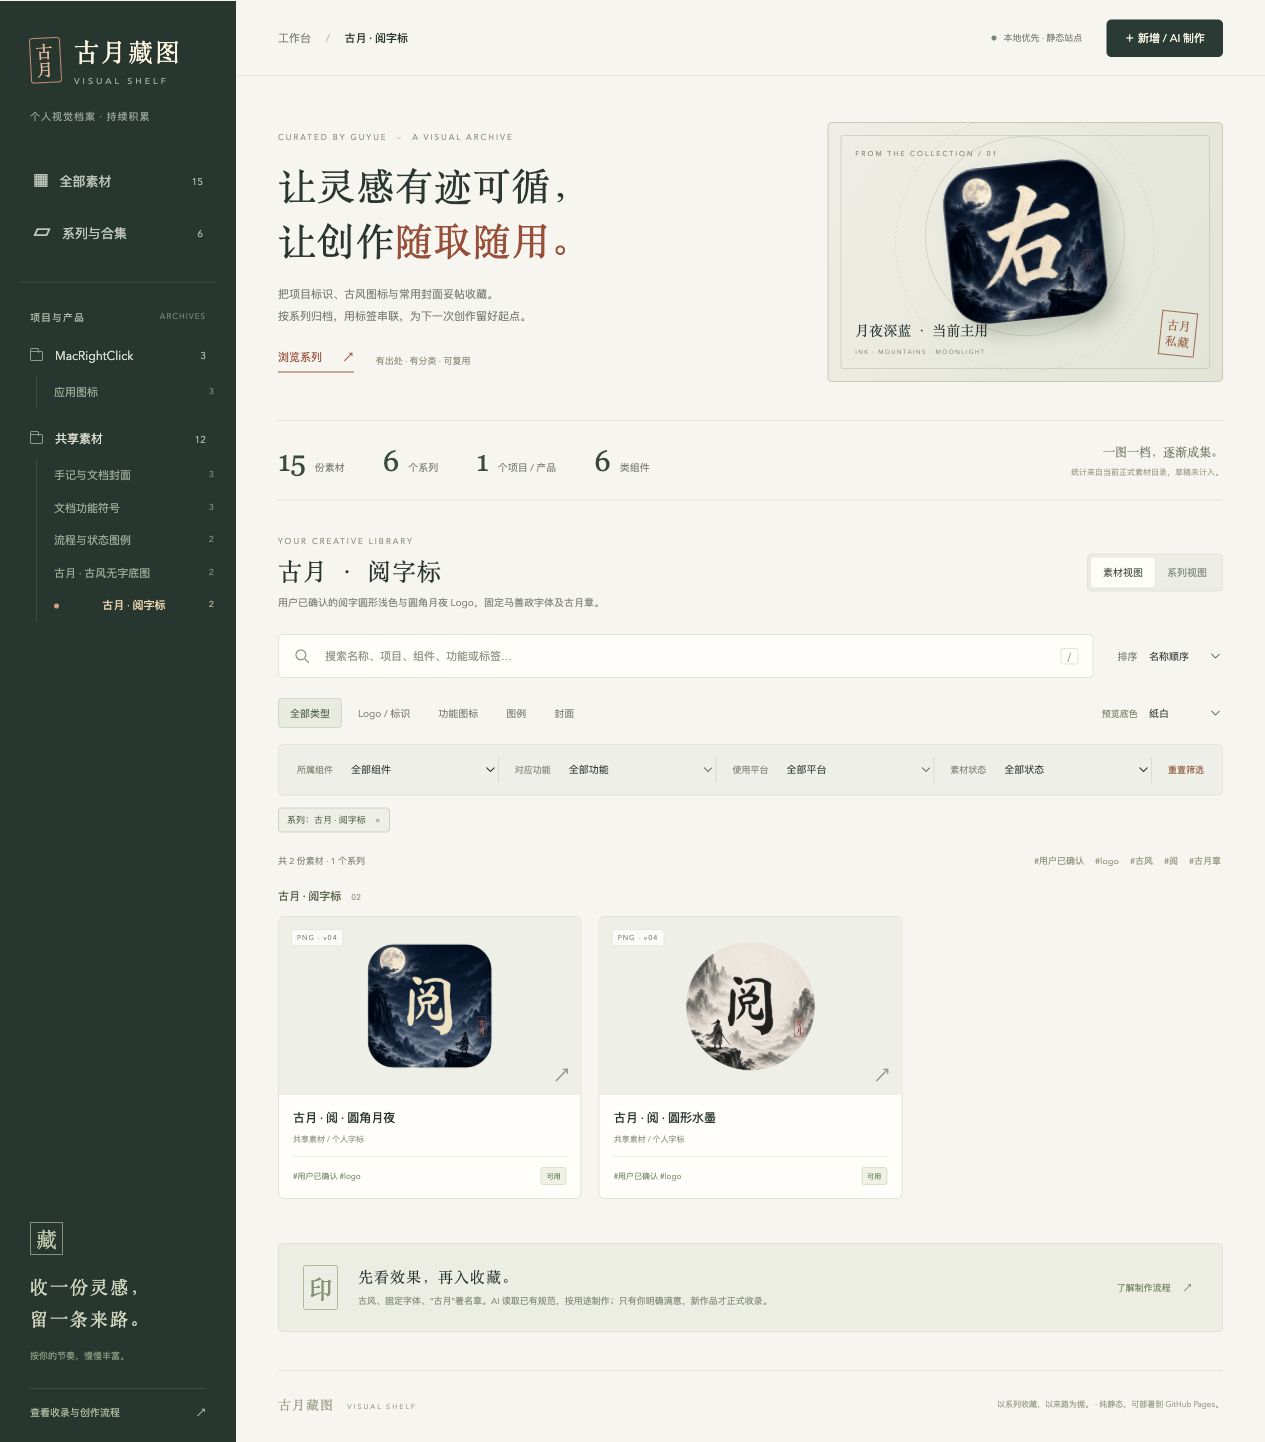 古月
古月藏图
VISUAL SHELF
个人视觉档案 · 持续积累
全部素材 15
系列与合集 6
项目与产品 ARCHIVES
MacRightClick 3
应用图标 3
共享素材 12
手记与文档封面 3
文档功能符号 3
流程与状态图例 2
古月 · 古风无字底图 2
古月 · 阅字标 2
藏
收一份灵感，
留一条来路。
按你的节奏，慢慢丰富。
查看收录与创作流程 ↗
工作台 / 古月 · 阅字标
本地优先 · 静态站点
+ 新增 / AI 制作
CURATED BY GUYUE — A VISUAL ARCHIVE
让灵感有迹可循，
让创作随取随用。
把项目标识、古风图标与常用封面妥帖收藏。
按系列归档，用标签串联，为下一次创作留好起点。
浏览系列 ↗ 有出处 · 有分类 · 可复用
FROM THE COLLECTION / 01
右
月夜深蓝 · 当前主用
INK · MOUNTAINS · MOONLIGHT
古月
私藏
15 份素材 6 个系列 1 个项目 / 产品 6 类组件
一图一档，逐渐成集。
统计来自当前正式素材目录，草稿未计入。
YOUR CREATIVE LIBRARY
古月 · 阅字标
用户已确认的阅字圆形浅色与圆角月夜 Logo，固定马善政字体及古月章。
素材视图 系列视图
搜索名称、项目、组件、功能或标签... /
排序 名称顺序
全部类型 Logo / 标识 功能图标 图例 封面
预览底色 纸白
所属组件 全部组件 对应功能 全部功能 使用平台 全部平台 素材状态 全部状态 重置筛选
系列：古月 · 阅字标 ×
共 2 份素材 · 1 个系列
#用户已确认 #logo #古风 #阅 #古月章
古月 · 阅字标 02
PNG · v04
阅
古月
古月 · 阅 · 圆角月夜
共享素材 / 个人字标
#用户已确认 #logo 可用
PNG · v04
阅
古月
古月 · 阅 · 圆形水墨
共享素材 / 个人字标
#用户已确认 #logo 可用
印
先看效果，再入收藏。
古风、固定字体、“古月”署名章。AI 读取已有规范，按用途制作；只有你明确满意，新作品才正式收录。
了解制作流程 ↗
古月藏图 VISUAL SHELF
以系列收藏，以来路为据。 · 纯静态，可部署到 GitHub Pages。